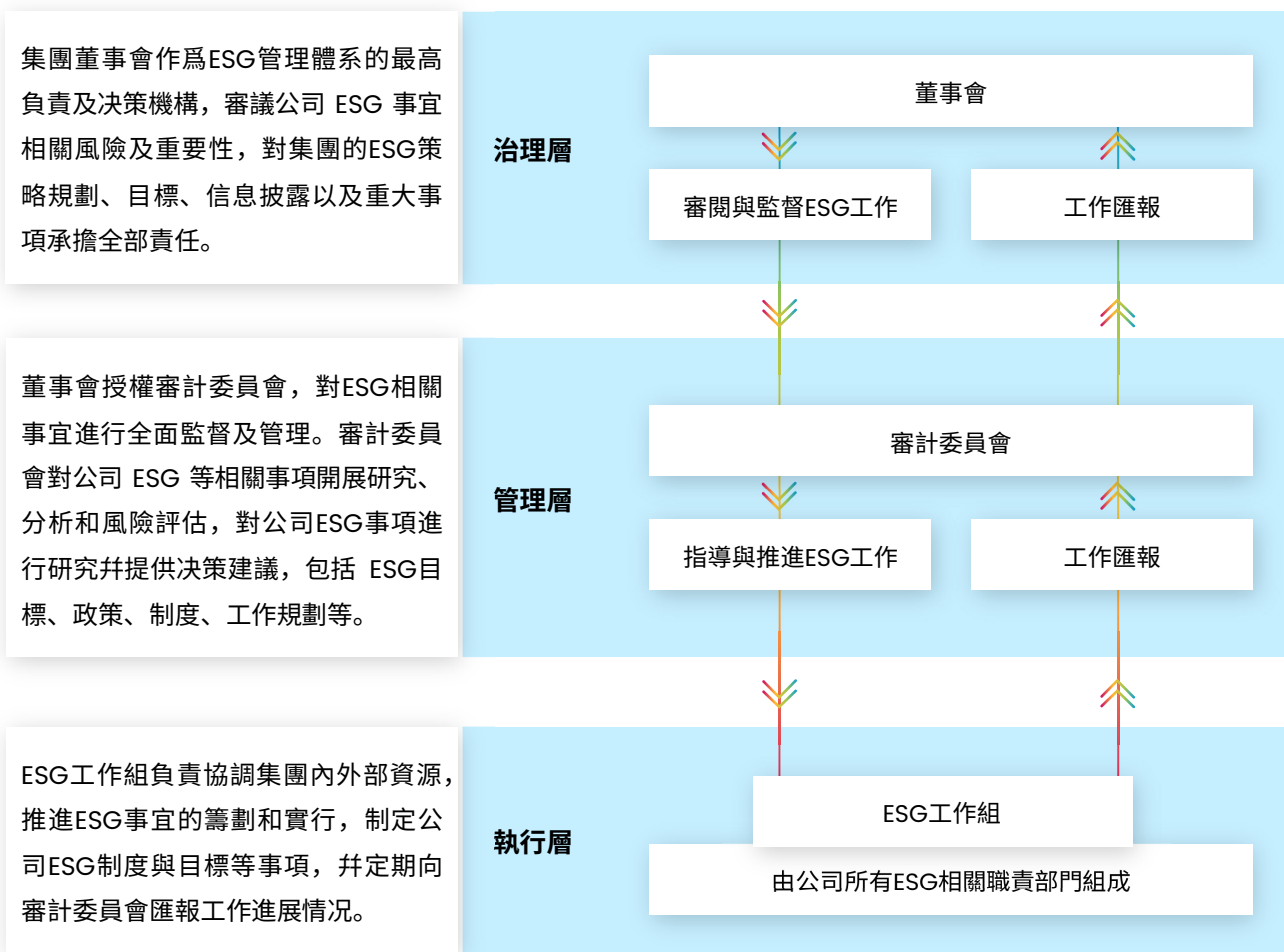 集團董事會作爲ESG管理體系的最高
負責及决策機構，審議公司 ESG 事宜
相關風險及重要性，對集團的ESG策
略規劃、目標、信息披露以及重大事
項承擔全部責任。
治理層
董事會
審閱與監督ESG工作
工作匯報
董事會授權審計委員會，對ESG相關
事宜進行全面監督及管理。審計委員
會對公司 ESG 等相關事項開展研究、
分析和風險評估，對公司ESG事項進
行研究幷提供决策建議，包括 ESG目
標、政策、制度、工作規劃等。
管理層
審計委員會
指導與推進ESG工作
工作匯報
ESG工作組負責協調集團內外部資源，
推進ESG事宜的籌劃和實行，制定公
司ESG制度與目標等事項，幷定期向
審計委員會匯報工作進展情况。
執行層
ESG工作組
由公司所有ESG相關職責部門組成